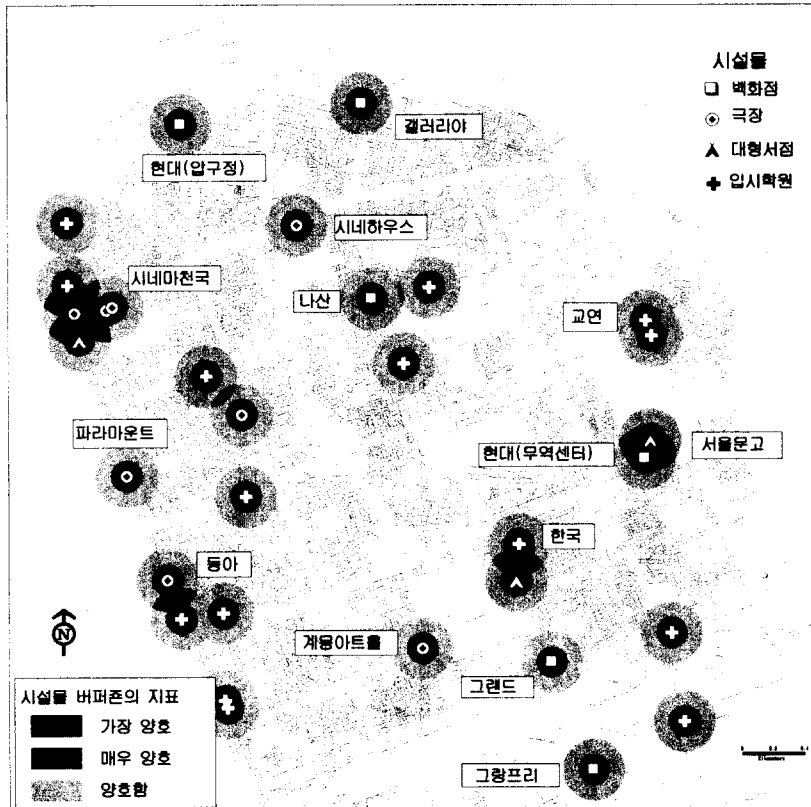 시설물
백화점
극장
대형서점
입시학원
갤러리아
현대(압구정)
시네하우스
시네마천국
나산
교연
파라마운트
현대(무역센터)
서울문고
한국
동아
계몽아트홀
그랜드
그랑프리
N
시설물 버퍼존의 지표
가장 양호
매우 양호
양호함
Kilometers